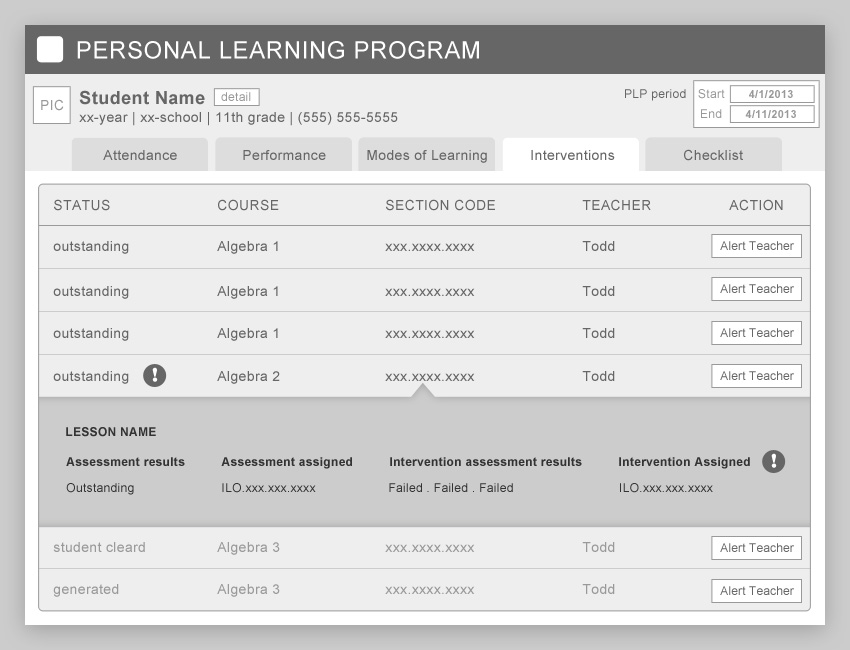 PERSONAL LEARNING PROGRAM
PIC
Student Name detail
xx-year | xx-school | 11th grade | (555) 555-5555
PLP period
Start 4/1/2013
End 4/11/2013
Attendance Performance Modes of Learning Interventions Checklist
STATUS COURSE SECTION CODE TEACHER ACTION
outstanding Algebra 1 xxx.xxxx.xxxx Todd Alert Teacher
outstanding Algebra 1 xxx.xxxx.xxxx Todd Alert Teacher
outstanding Algebra 1 xxx.xxxx.xxxx Todd Alert Teacher
outstanding ! Algebra 2 xxx.xxxx.xxxx Todd Alert Teacher
LESSON NAME
Assessment results Assessment assigned Intervention assessment results Intervention Assigned !
Outstanding ILO.xxx.xxx.xxxx Failed . Failed . Failed ILO.xxx.xxx.xxxx
student cleard Algebra 3 xxx.xxxx.xxxx Todd Alert Teacher
generated Algebra 3 xxx.xxxx.xxxx Todd Alert Teacher